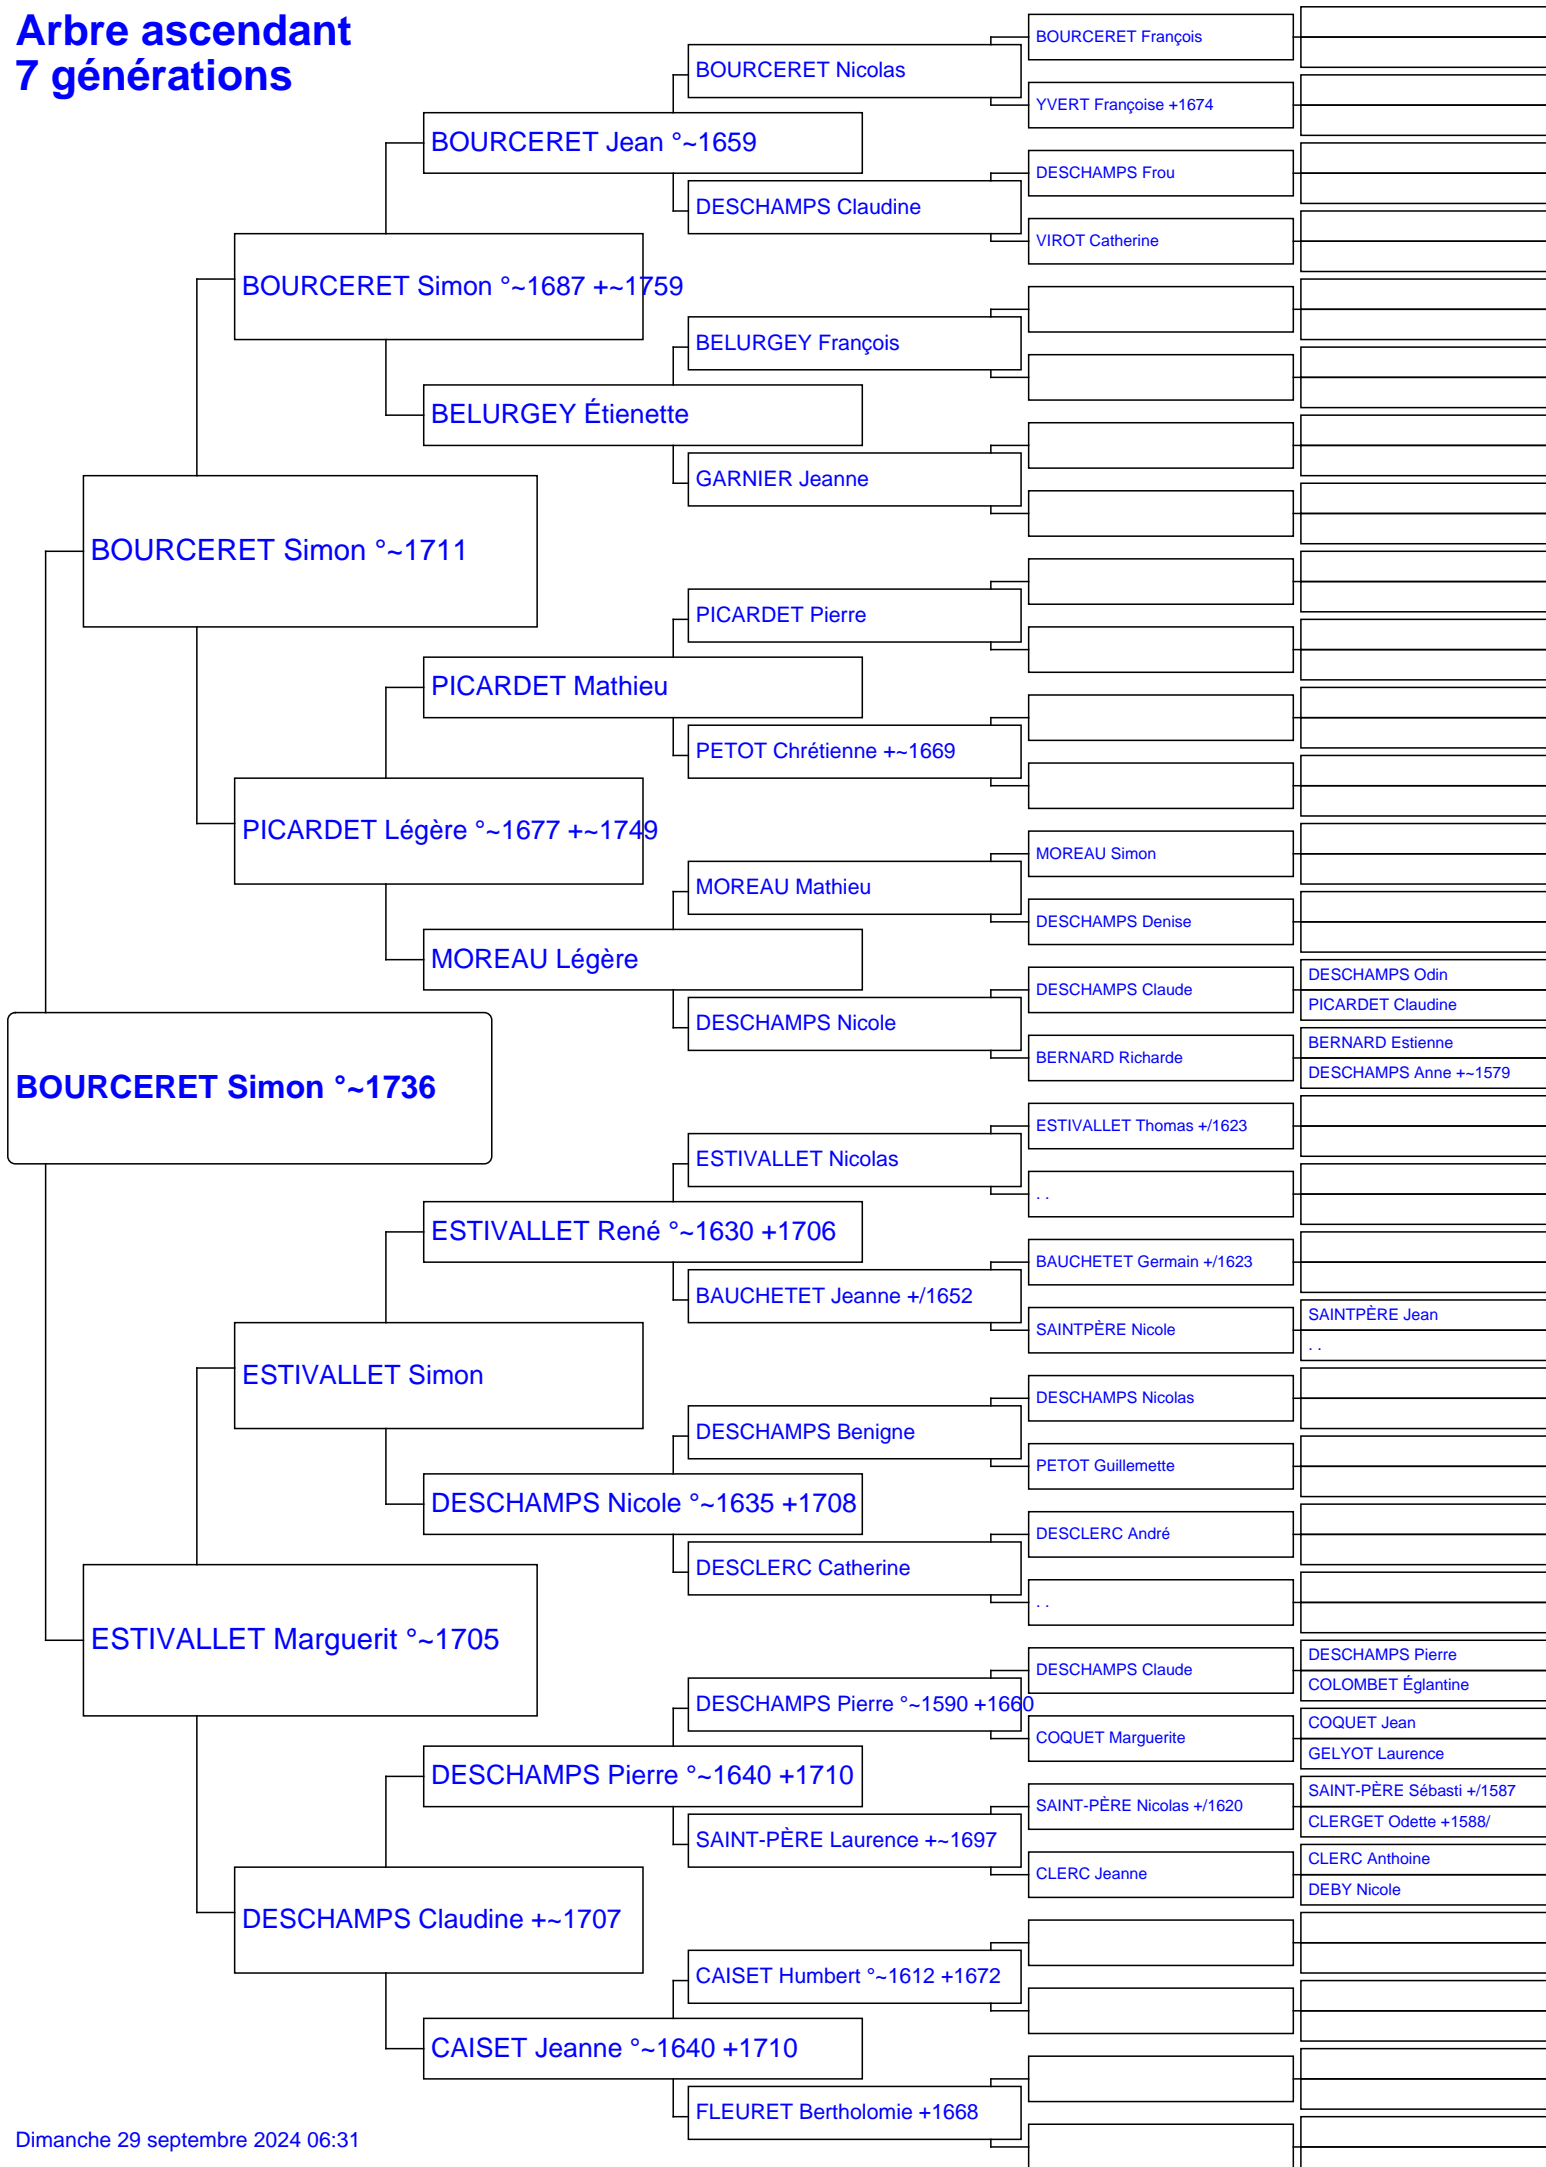 Arbre ascendant
7 générations
BOURCERET François
BOURCERET Nicolas
YVERT Françoise +1674
BOURCERET Jean °~1659
DESCHAMPS Frou
DESCHAMPS Claudine
VIROT Catherine
BOURCERET Simon °~1687 +~1759
BELURGEY François
BELURGEY Étienette
GARNIER Jeanne
BOURCERET Simon °~1711
PICARDET Pierre
PICARDET Mathieu
PETOT Chrétienne +~1669
PICARDET Légère °~1677 +~1749
MOREAU Simon
MOREAU Mathieu
DESCHAMPS Denise
MOREAU Légère
DESCHAMPS Odin
DESCHAMPS Claude
PICARDET Claudine
DESCHAMPS Nicole
BERNARD Estienne
BERNARD Richarde
DESCHAMPS Anne +~1579
BOURCERET Simon °~1736
ESTIVALLET Thomas +/1623
ESTIVALLET Nicolas
. .
ESTIVALLET René °~1630 +1706
BAUCHETET Germain +/1623
BAUCHETET Jeanne +/1652
SAINTPÈRE Jean
SAINTPÈRE Nicole
. .
ESTIVALLET Simon
DESCHAMPS Nicolas
DESCHAMPS Benigne
PETOT Guillemette
DESCHAMPS Nicole °~1635 +1708
DESCLERC André
DESCLERC Catherine
. .
ESTIVALLET Marguerit °~1705
DESCHAMPS Pierre
DESCHAMPS Claude
COLOMBET Églantine
DESCHAMPS Pierre °~1590 +1660
COQUET Jean
COQUET Marguerite
GELYOT Laurence
DESCHAMPS Pierre °~1640 +1710
SAINT-PÈRE Sébasti +/1587
SAINT-PÈRE Nicolas +/1620
CLERGET Odette +1588/
SAINT-PÈRE Laurence +~1697
CLERC Anthoine
CLERC Jeanne
DEBY Nicole
DESCHAMPS Claudine +~1707
CAISET Humbert °~1612 +1672
CAISET Jeanne °~1640 +1710
FLEURET Bertholomie +1668
Dimanche 29 septembre 2024 06:31